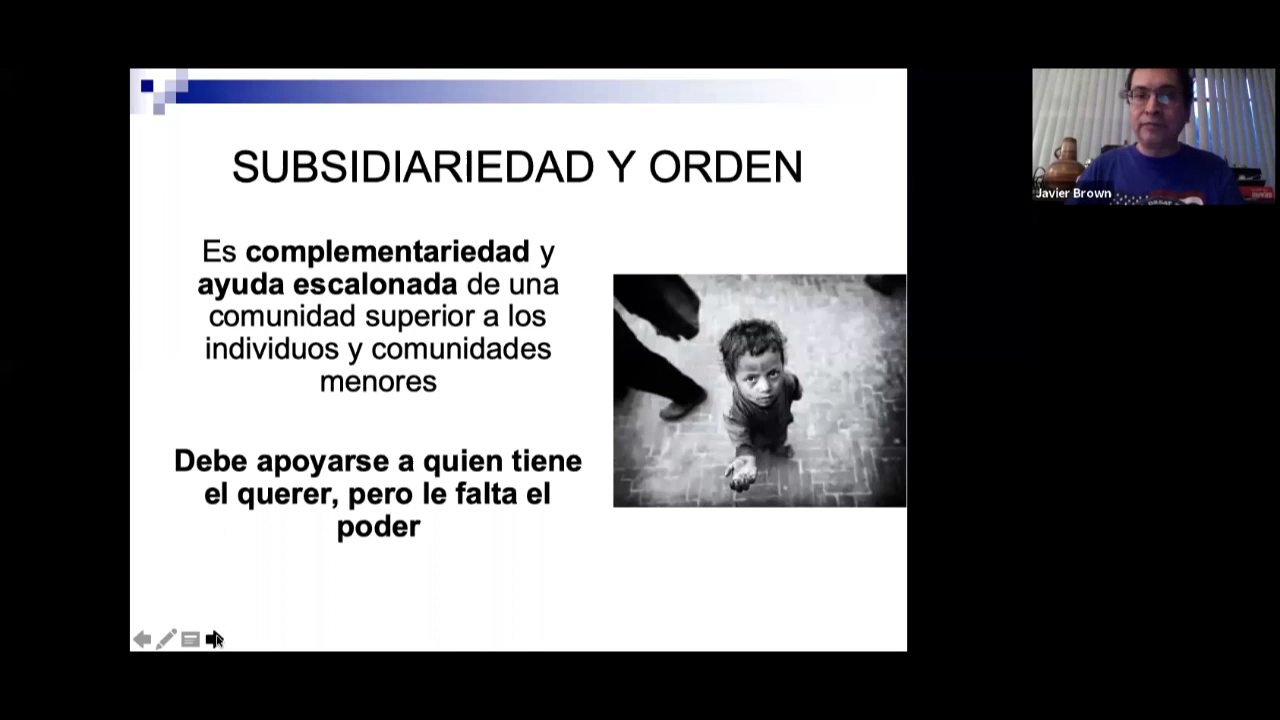 SUBSIDIARIEDAD Y ORDEN
Es complementariedad y
ayuda escalonada de una
comunidad superior a los
individuos y comunidades
menores
Debe apoyarse a quien tiene
el querer, pero le falta el
poder
Javier Brown